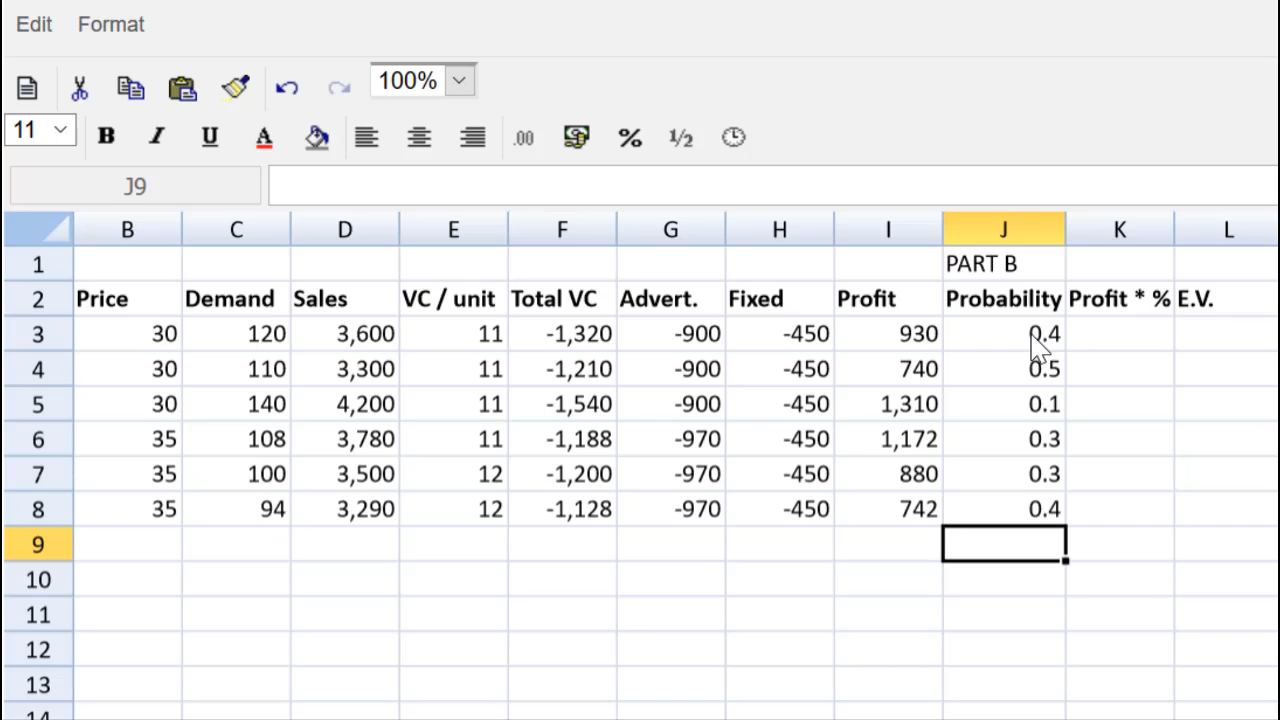 Edit Format
100%
11 B I U A .00 % 1/2
J9
B C D E F G H I J K L
1 PART B
2 Price Demand Sales VC / unit Total VC Advert. Fixed Profit Probability Profit * % E.V.
3 30 120 3,600 11 -1,320 -900 -450 930 0.4
4 30 110 3,300 11 -1,210 -900 -450 740 0.5
5 30 140 4,200 11 -1,540 -900 -450 1,310 0.1
6 35 108 3,780 11 -1,188 -970 -450 1,172 0.3
7 35 100 3,500 12 -1,200 -970 -450 880 0.3
8 35 94 3,290 12 -1,128 -970 -450 742 0.4
9
10
11
12
13
14